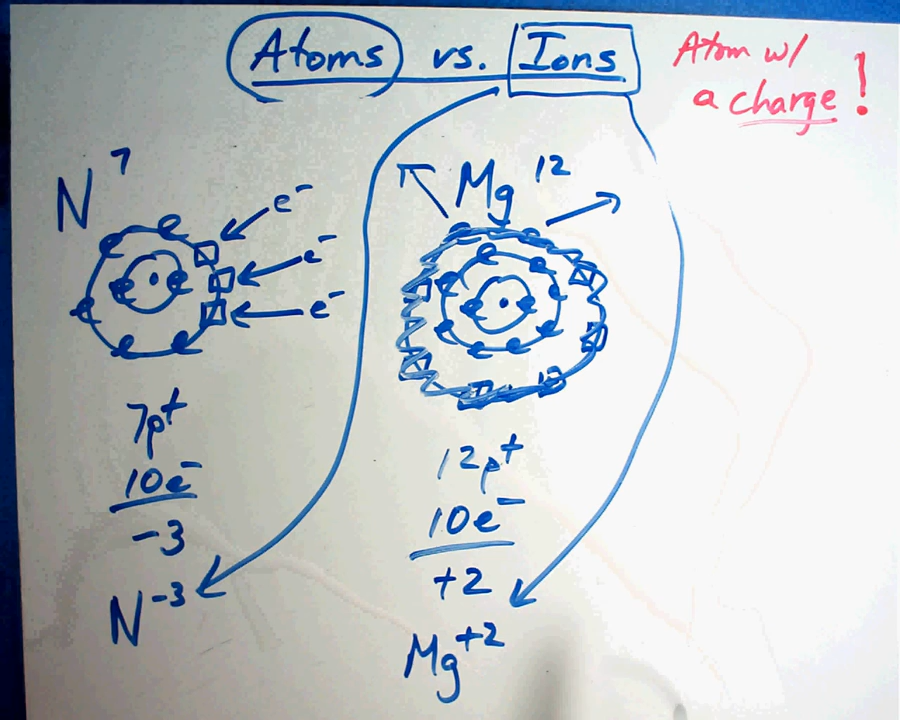 Atoms vs. Ions
Atom w/
a charge!
N 7
e⁻
e⁻
e⁻
7p⁺
10e⁻
-3
N⁻³
Mg 12
12p⁺
10e⁻
+2
Mg⁺²